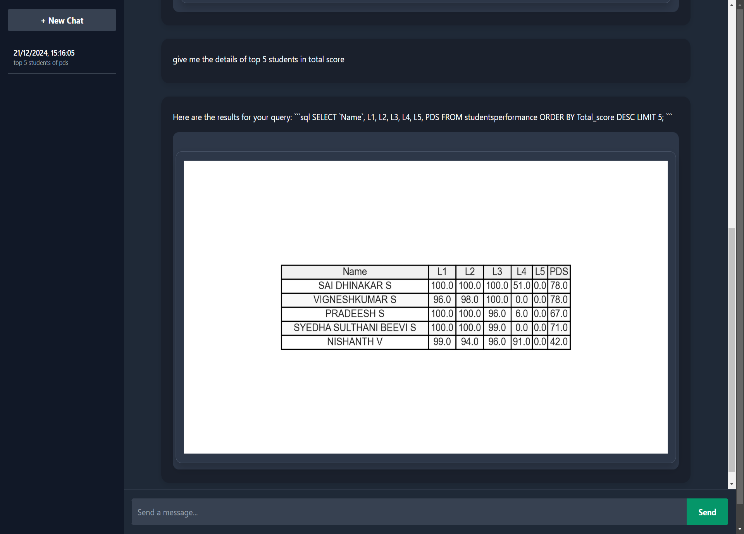 + New Chat
21/12/2024, 15:16:05
top 5 students of pds
give me the details of top 5 students in total score
Here are the results for your query: ```sql SELECT `Name`, L1, L2, L3, L4, L5, PDS FROM studentsperformance ORDER BY Total_score DESC LIMIT 5; ```
Name L1 L2 L3 L4 L5 PDS
SAI DHINAKAR S 100.0 100.0 100.0 51.0 0.0 78.0
VIGNESHKUMAR S 96.0 98.0 100.0 0.0 0.0 78.0
PRADEESH S 100.0 100.0 96.0 6.0 0.0 67.0
SYEDHA SULTHANI BEEVI S 100.0 100.0 99.0 0.0 0.0 71.0
NISHANTH V 99.0 94.0 96.0 91.0 0.0 42.0
Send a message...
Send